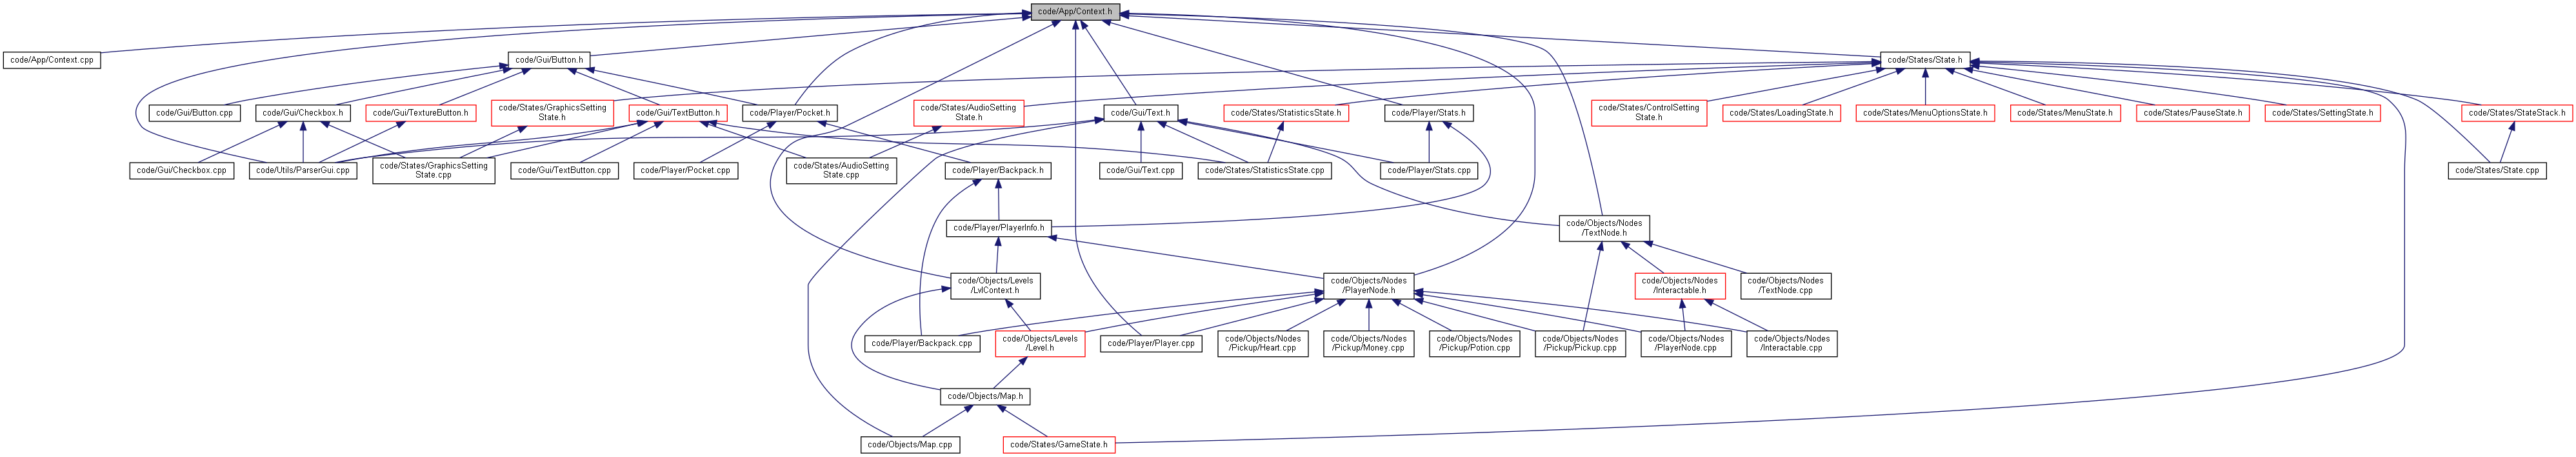 code/App/Context.h
code/App/Context.cpp
code/Gui/Button.h
code/States/State.h
code/Gui/Button.cpp
code/Gui/Checkbox.h
code/Gui/TextureButton.h
code/States/GraphicsSetting
State.h
code/Gui/TextButton.h
code/Player/Pocket.h
code/States/AudioSetting
State.h
code/Gui/Text.h
code/States/StatisticsState.h
code/Player/Stats.h
code/States/ControlSetting
State.h
code/States/LoadingState.h
code/States/MenuOptionsState.h
code/States/MenuState.h
code/States/PauseState.h
code/States/SettingState.h
code/States/StateStack.h
code/Gui/Checkbox.cpp
code/Utils/ParserGui.cpp
code/States/GraphicsSetting
State.cpp
code/Gui/TextButton.cpp
code/Player/Pocket.cpp
code/States/AudioSetting
State.cpp
code/Player/Backpack.h
code/Gui/Text.cpp
code/States/StatisticsState.cpp
code/Player/Stats.cpp
code/States/State.cpp
code/Player/PlayerInfo.h
code/Objects/Nodes
/TextNode.h
code/Objects/Levels
/LvlContext.h
code/Objects/Nodes
/PlayerNode.h
code/Objects/Nodes
/Interactable.h
code/Objects/Nodes
/TextNode.cpp
code/Player/Backpack.cpp
code/Objects/Levels
/Level.h
code/Player/Player.cpp
code/Objects/Nodes
/Pickup/Heart.cpp
code/Objects/Nodes
/Pickup/Money.cpp
code/Objects/Nodes
/Pickup/Potion.cpp
code/Objects/Nodes
/Pickup/Pickup.cpp
code/Objects/Nodes
/PlayerNode.cpp
code/Objects/Nodes
/Interactable.cpp
code/Objects/Map.h
code/Objects/Map.cpp
code/States/GameState.h